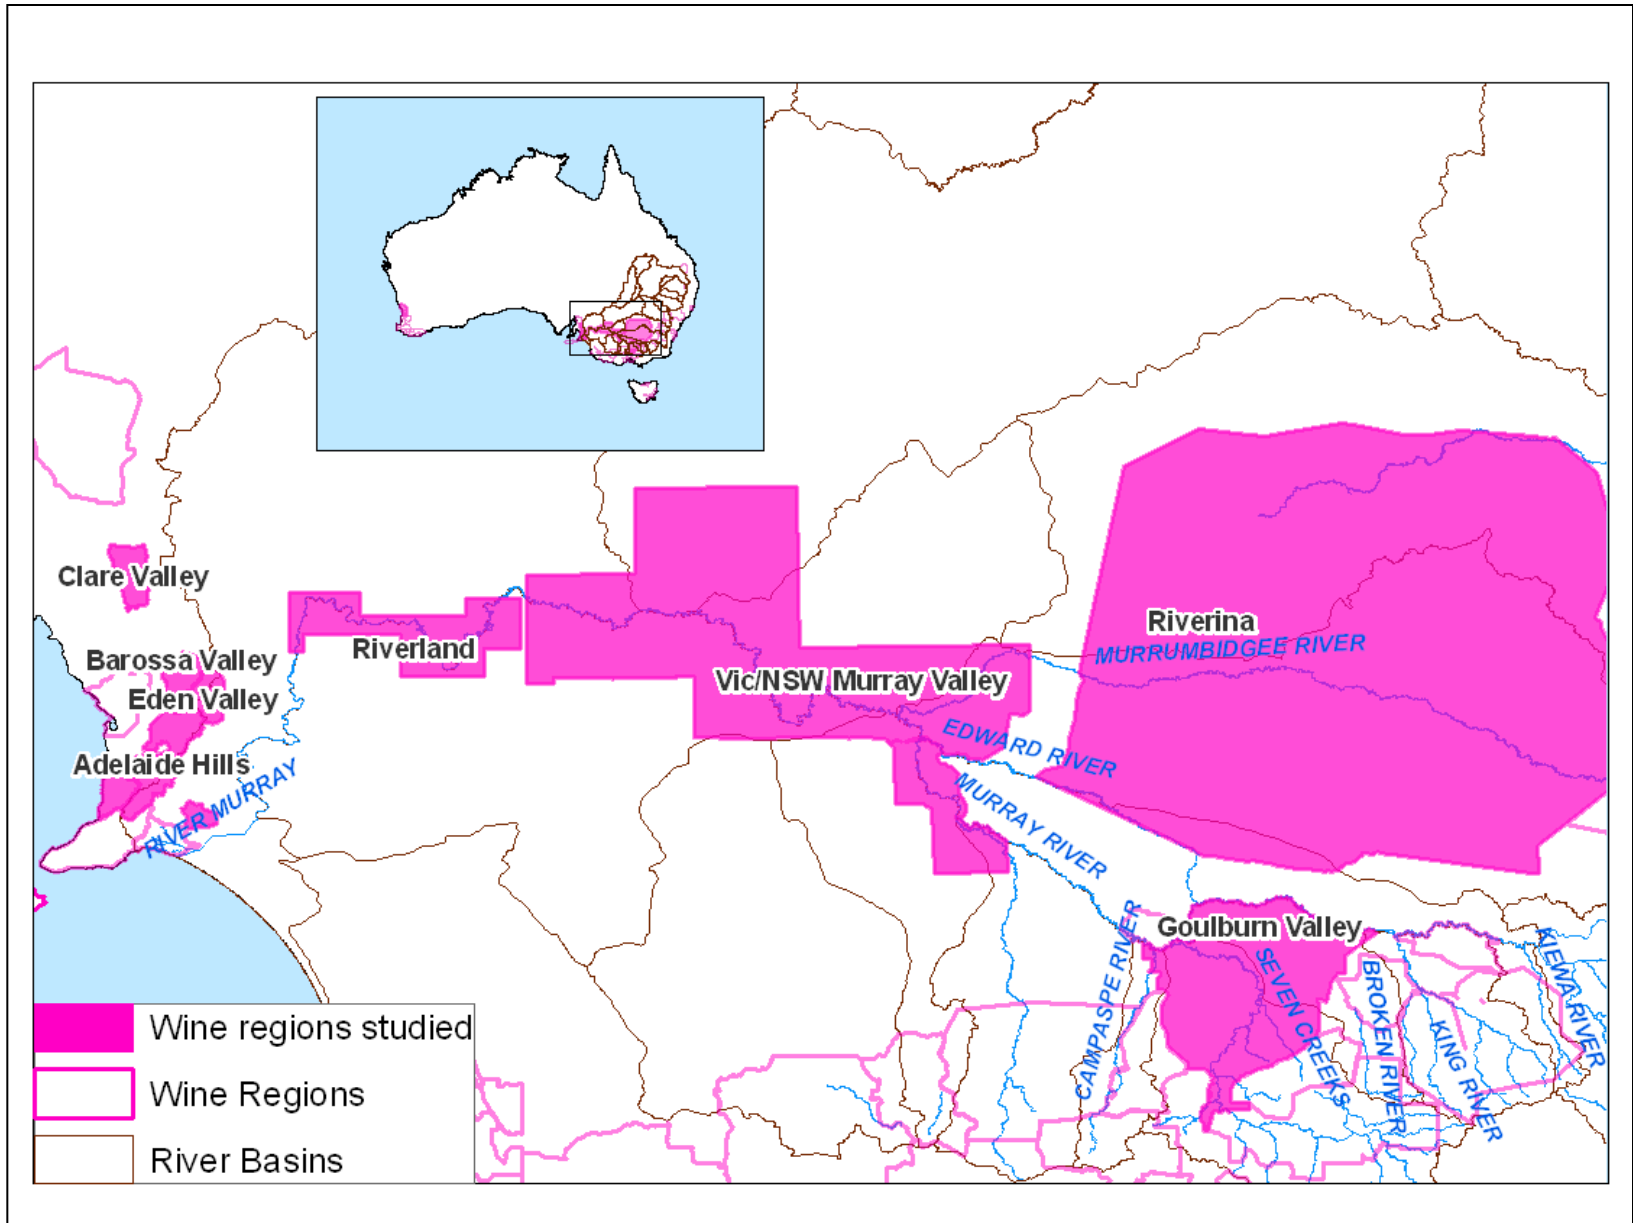 Clare Valley
Barossa Valley
Eden Valley
Adelaide Hills
RIVER MURRAY
Riverland
Vic/NSW Murray Valley
Riverina
MURRUMBIDGEE RIVER
EDWARD RIVER
MURRAY RIVER
Goulburn Valley
CAMPASPE RIVER
SEVEN CREEKS
BROKEN RIVER
KING RIVER
KIEWA RIVER
Wine regions studied
Wine Regions
River Basins